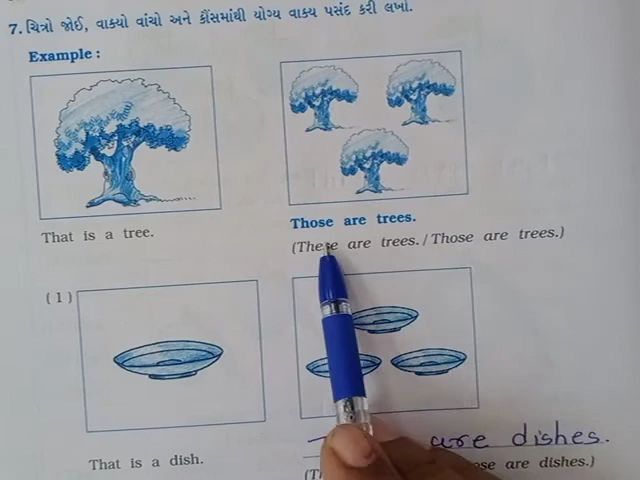 7. ચિત્રો જોઈ, વાક્યો વાંચો અને કૌંસમાંથી યોગ્ય વાક્ય પસંદ કરી લખો.
Example :
That is a tree.
Those are trees.
(These are trees. / Those are trees.)
(1)
That is a dish.
are dishes.
are dishes.)